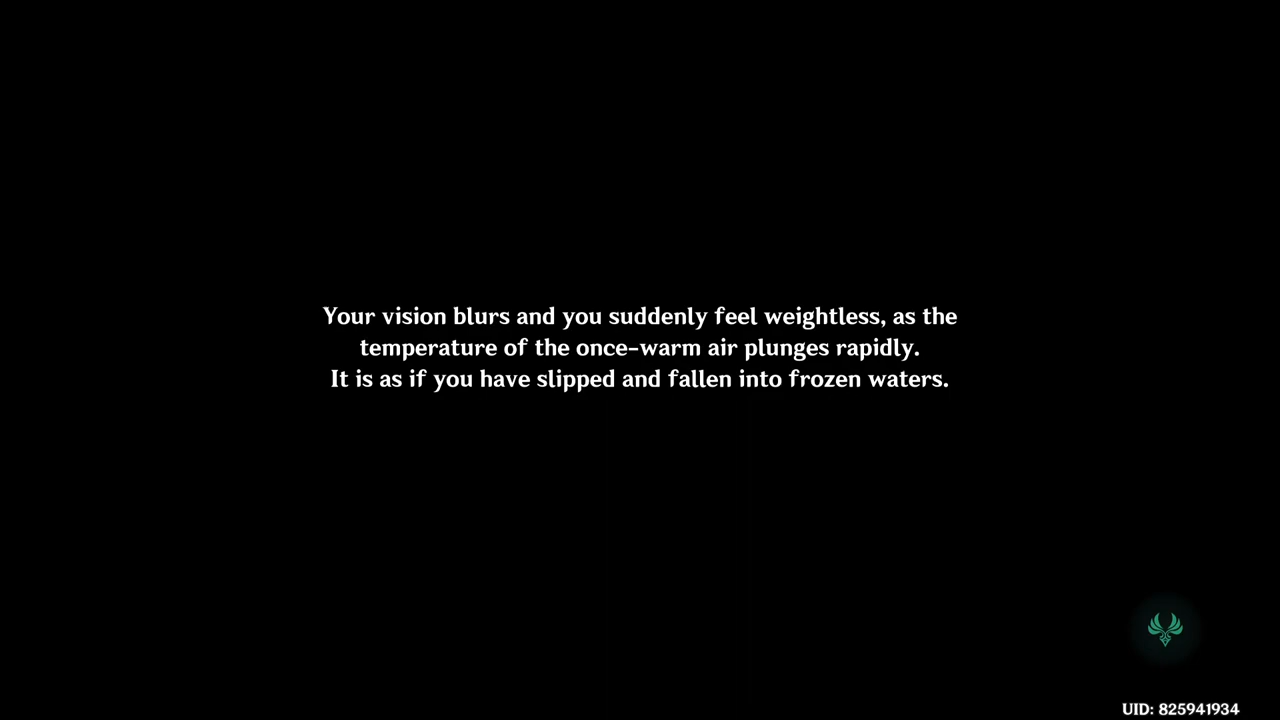 Your vision blurs and you suddenly feel weightless, as the
temperature of the once-warm air plunges rapidly.
It is as if you have slipped and fallen into frozen waters.
UID: 825941934